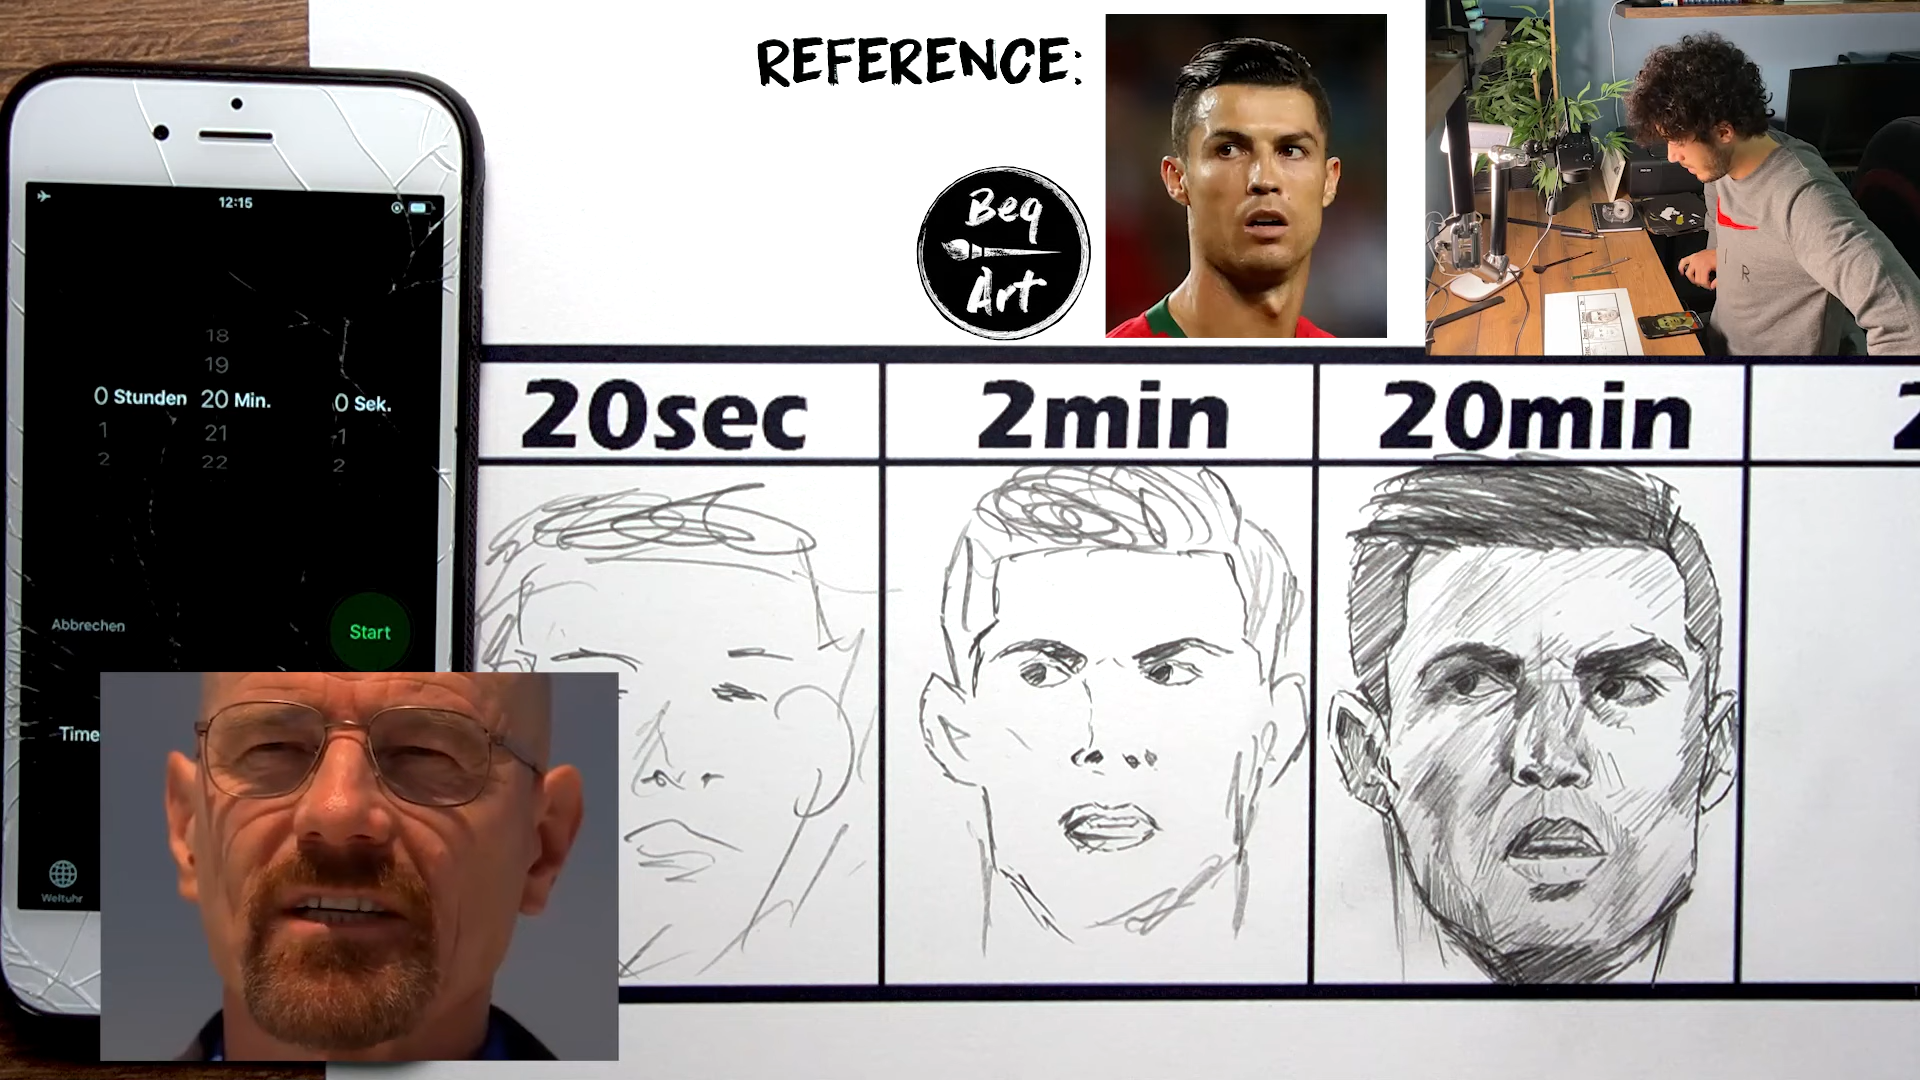 REFERENCE:
Beq
Art
12:15
18
19
0 Stunden 20 Min. 0 Sek.
1 21 1
2 22 2
Abbrechen
Start
Time
Weltuhr
20sec
2min
20min
2
I R